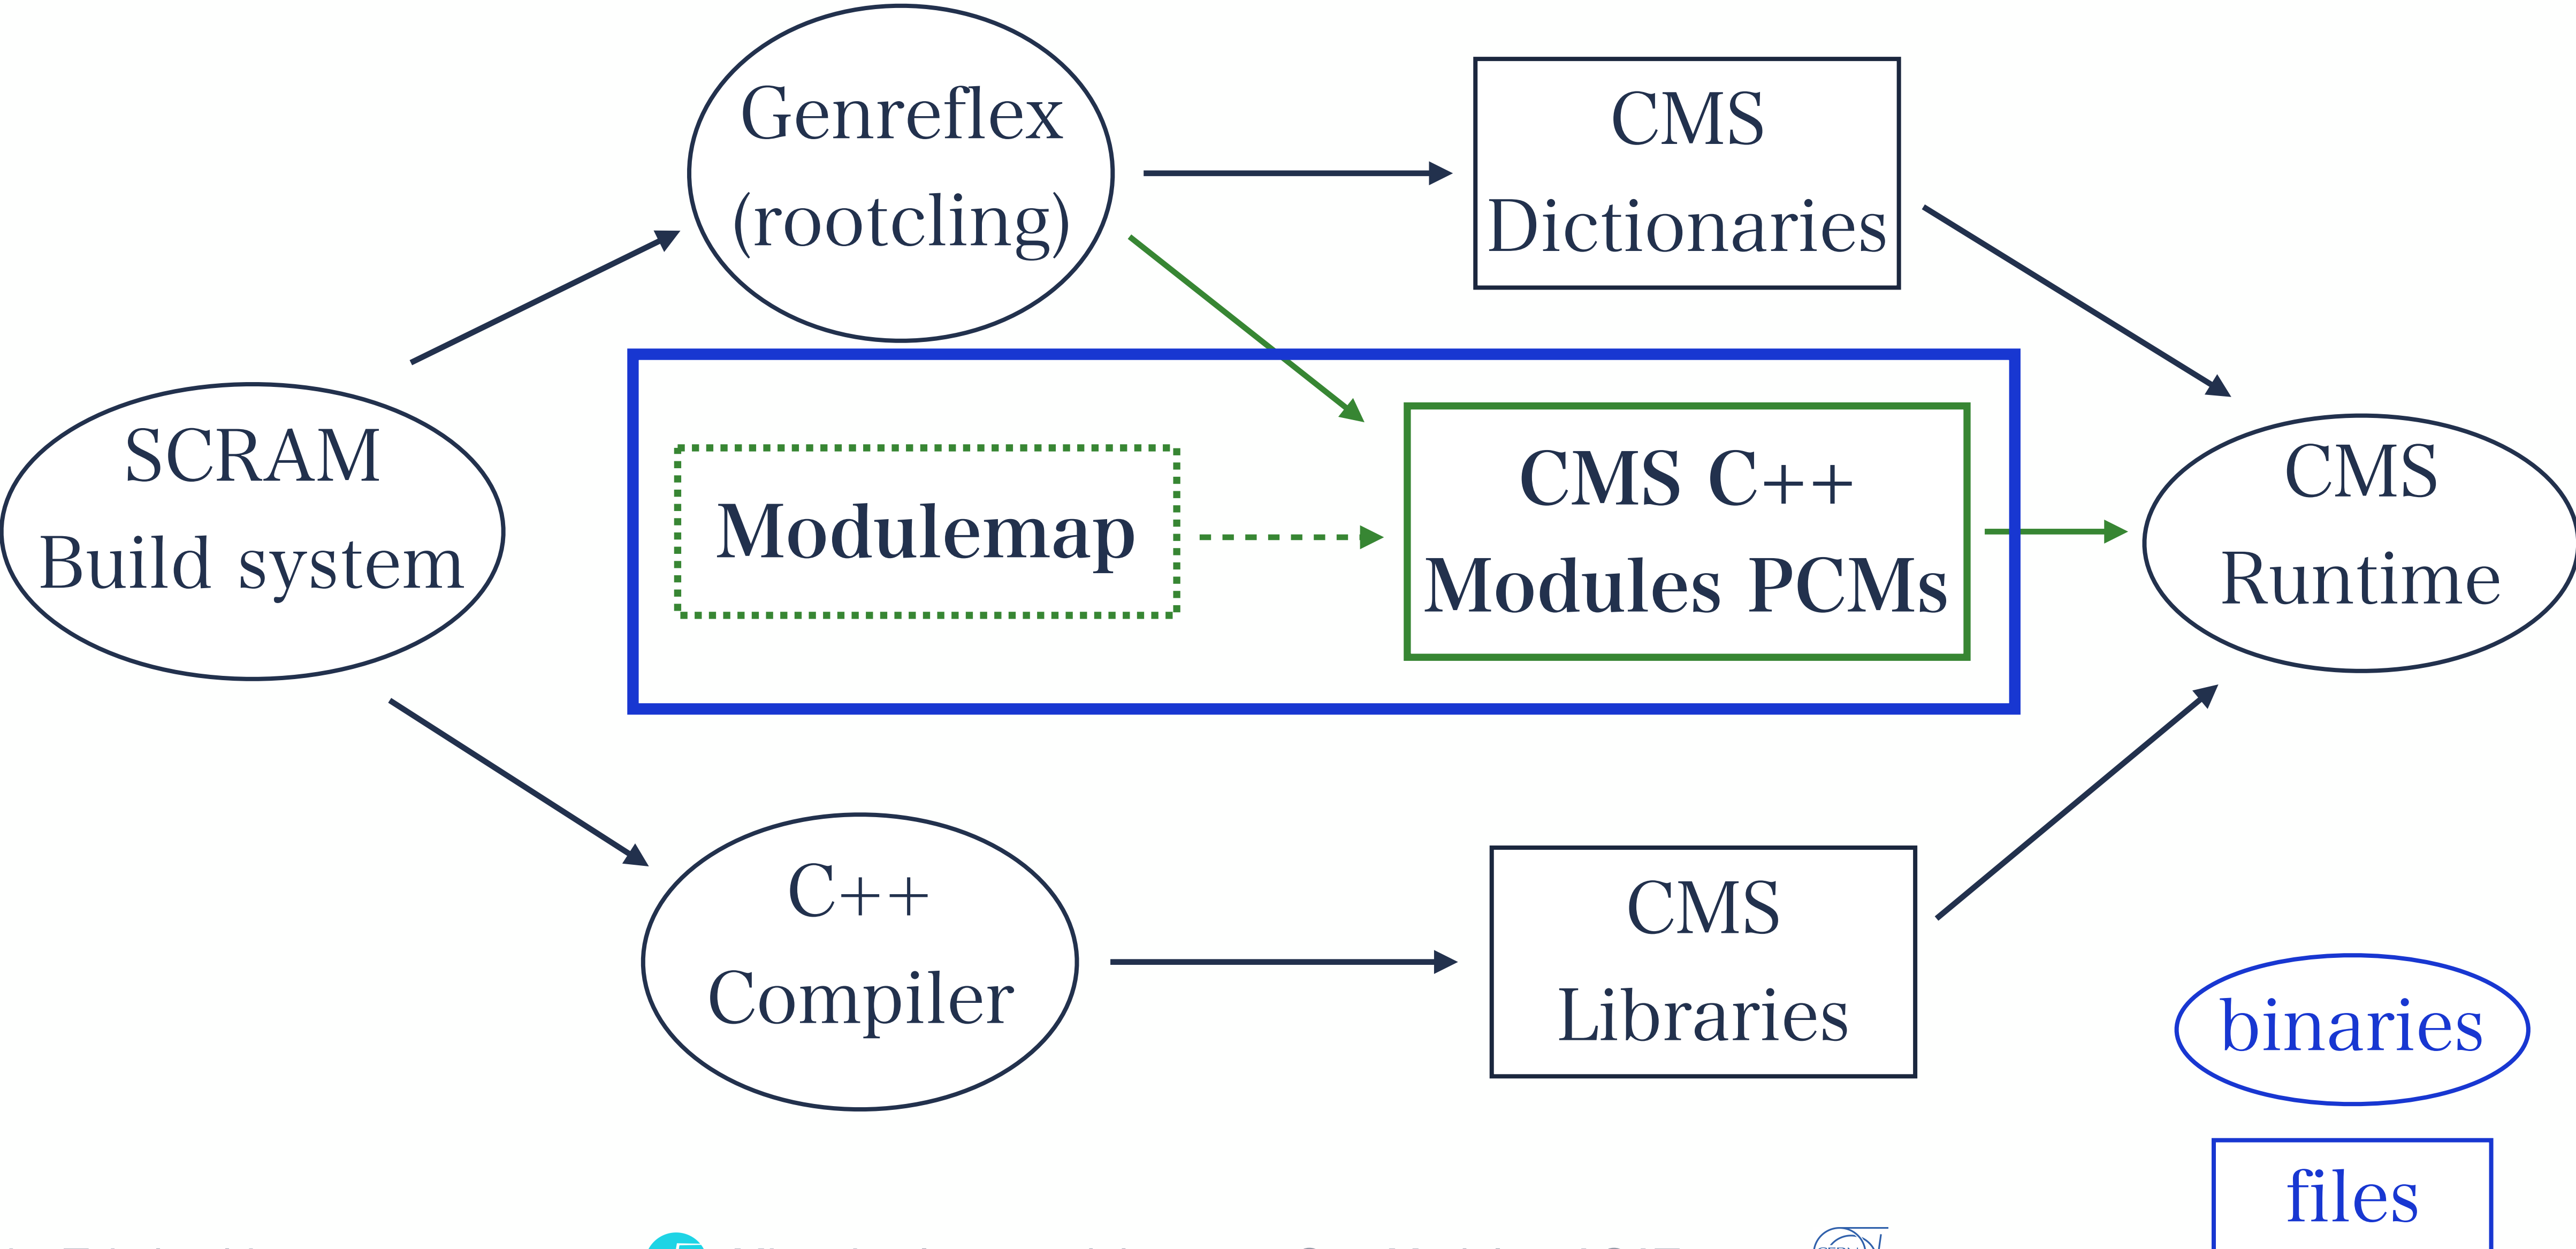 Genreflex
(rootcling)
CMS
Dictionaries
SCRAM
Build system
Modulemap
CMS C++
Modules PCMs
CMS
Runtime
C++
Compiler
CMS
Libraries
binaries
files